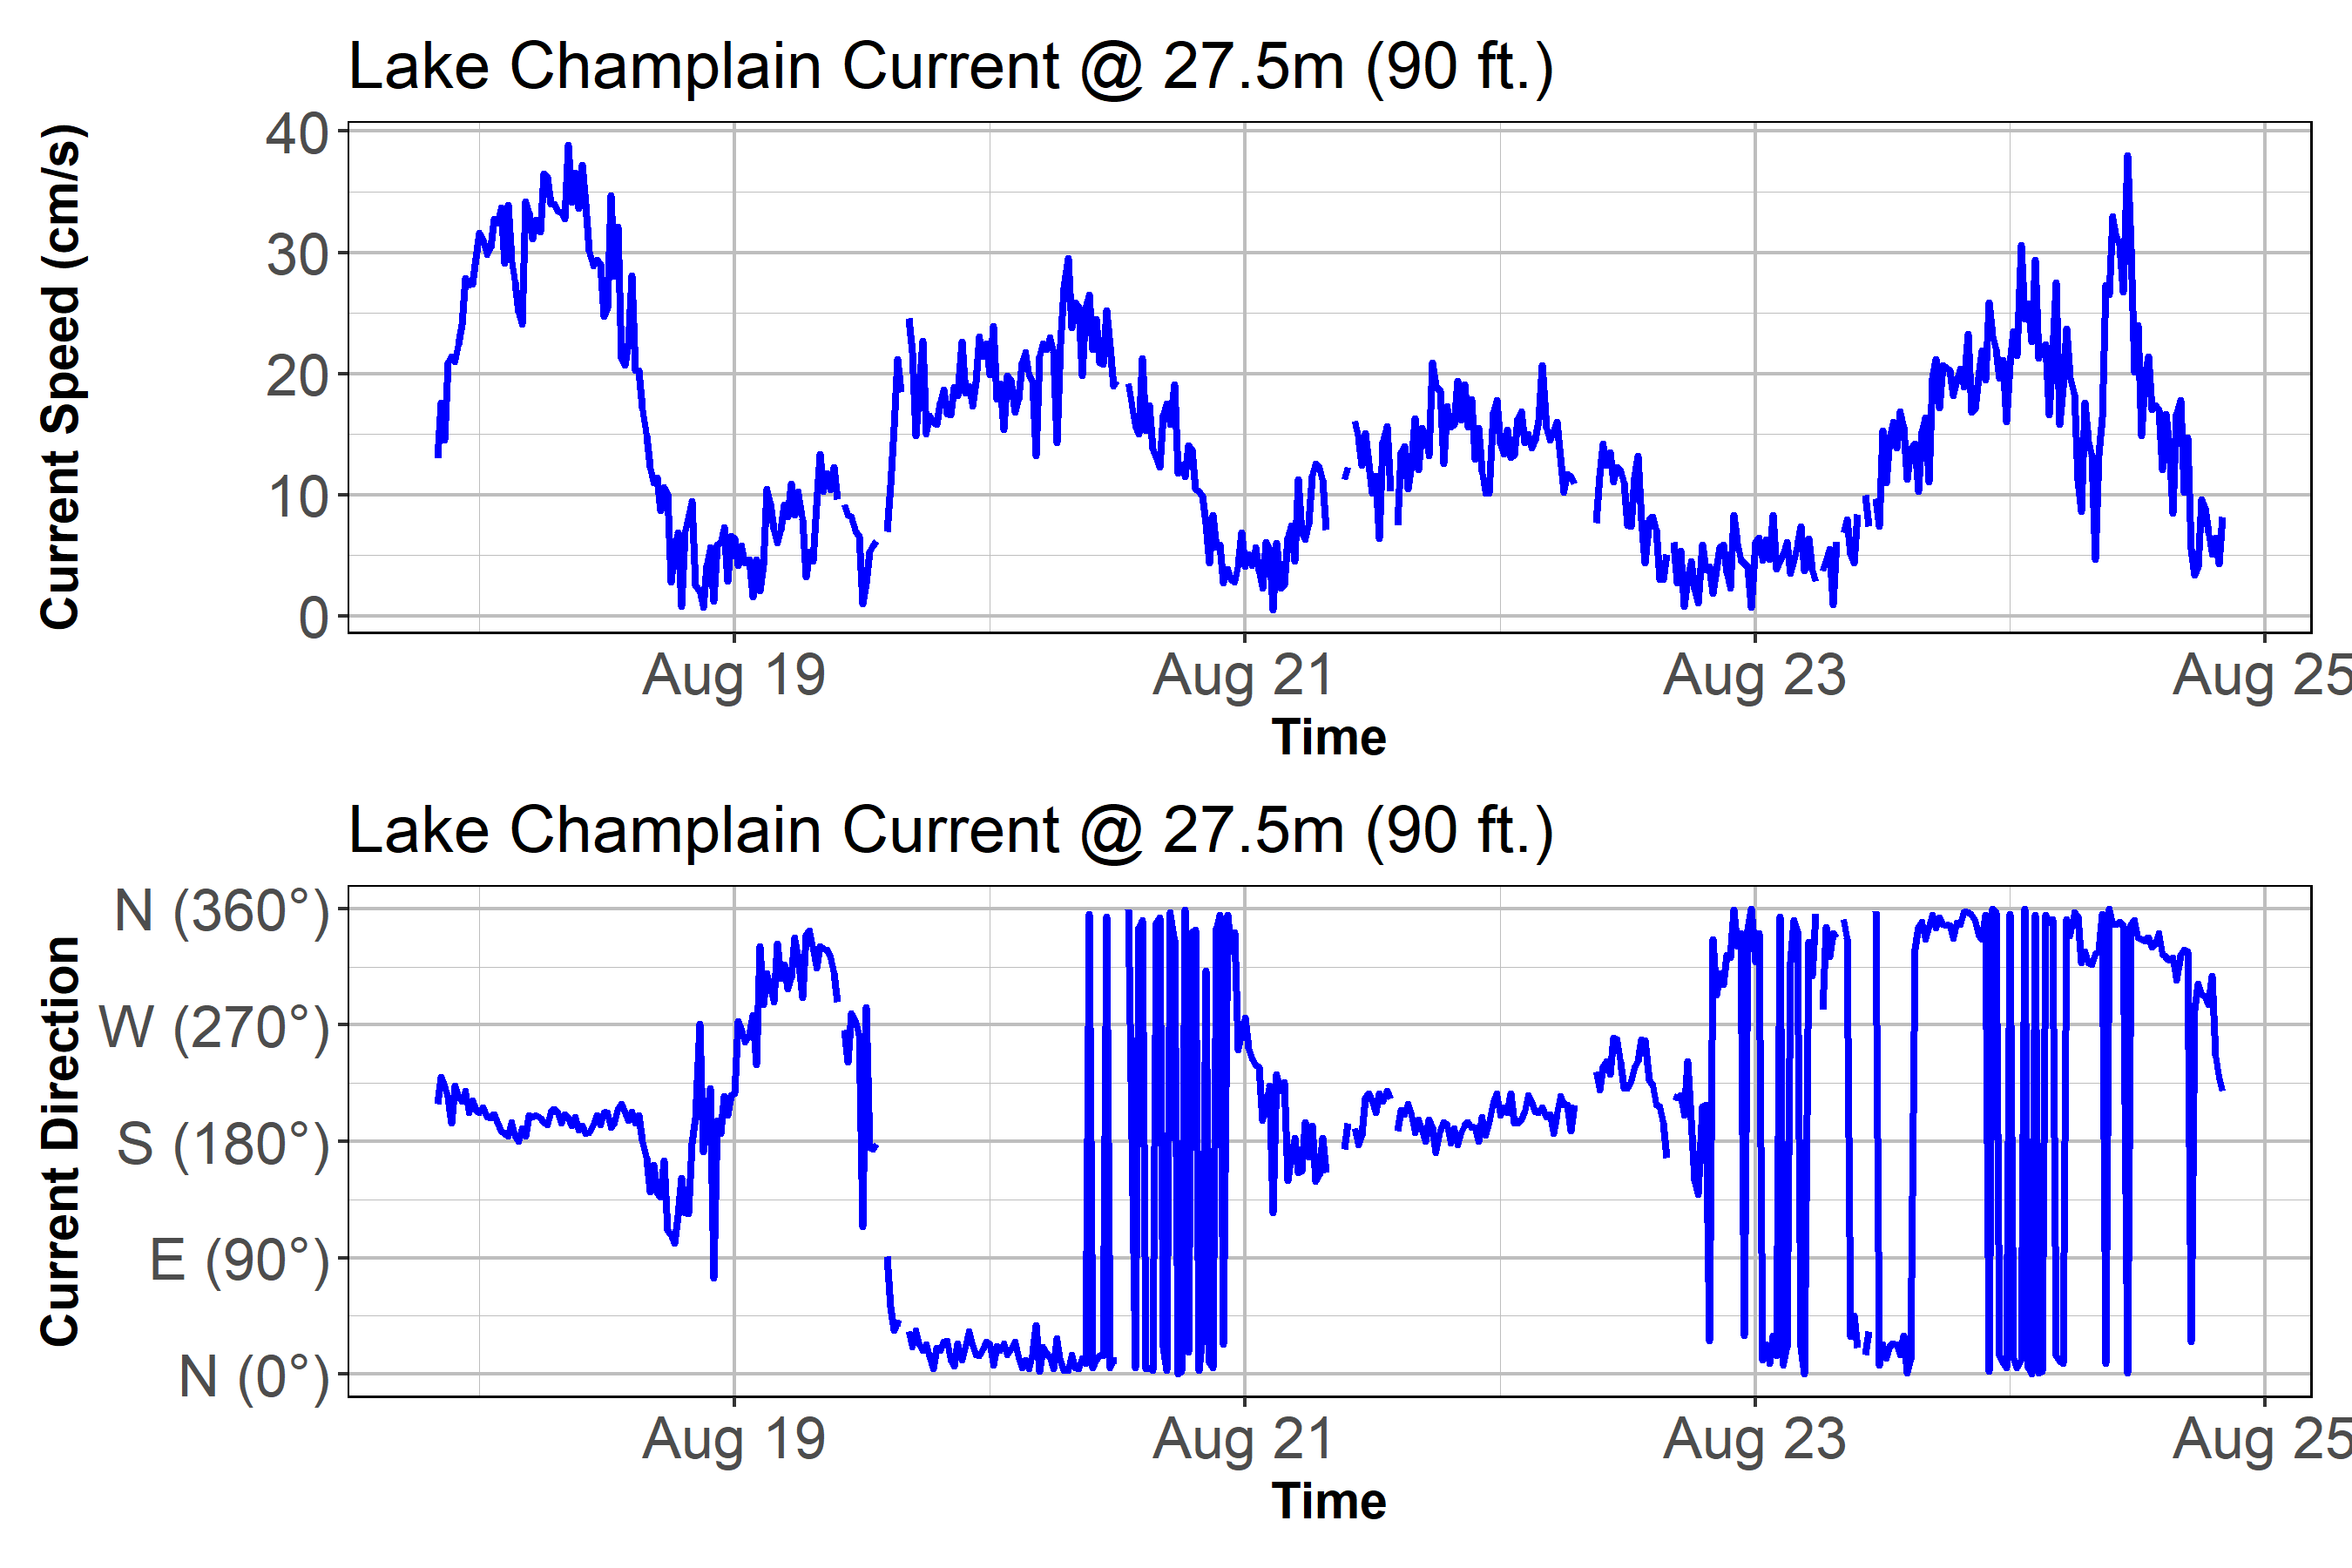 Lake Champlain Current @ 27.5m (90 ft.)
Current Speed (cm/s)
40
30
20
10
0
Aug 19 Aug 21 Aug 23 Aug 25
Time
Lake Champlain Current @ 27.5m (90 ft.)
Current Direction
N (360°)
W (270°)
S (180°)
E (90°)
N (0°)
Aug 19 Aug 21 Aug 23 Aug 25
Time